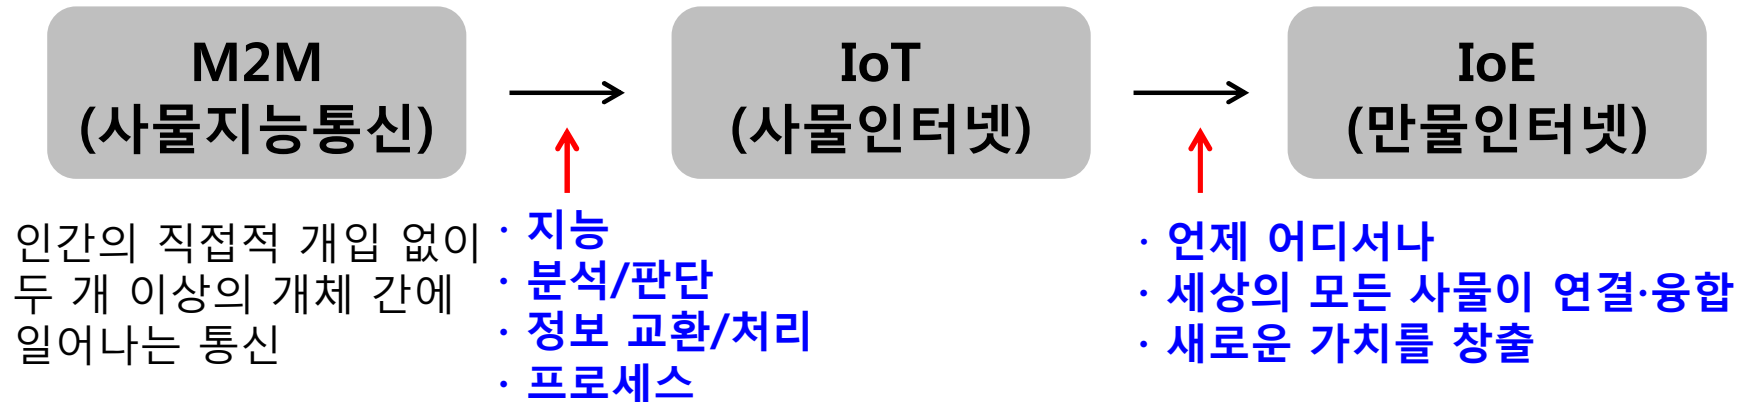 M2M
(사물지능통신)
IoT
(사물인터넷)
IoE
(만물인터넷)
인간의 직접적 개입 없이
두 개 이상의 개체 간에
일어나는 통신
· 지능
· 분석/판단
· 정보 교환/처리
· 프로세스
· 언제 어디서나
· 세상의 모든 사물이 연결·융합
· 새로운 가치를 창출